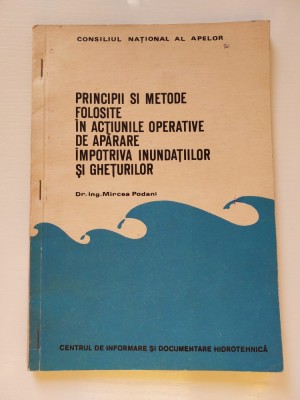 CONSILIUL NAȚIONAL AL APELOR
PRINCIPII SI METODE
FOLOSITE
ÎN ACȚIUNILE OPERATIVE
DE APĂRARE
ÎMPOTRIVA INUNDAȚIILOR
ȘI GHEȚURILOR
Dr. ing. Mircea Podani
CENTRUL DE INFORMARE ȘI DOCUMENTARE HIDROTEHNICĂ